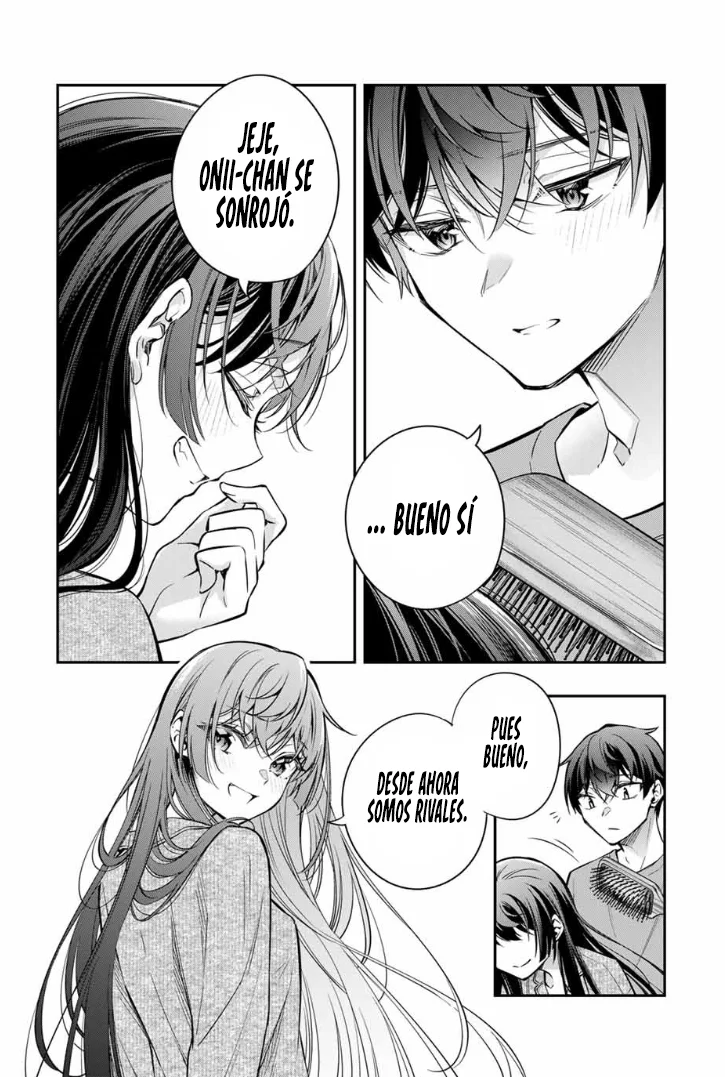 ... BUENO SÍ
JEJE,
ONII-CHAN SE
SONROJÓ.
PUES
BUENO,
DESDE AHORA
SOMOS RIVALES.